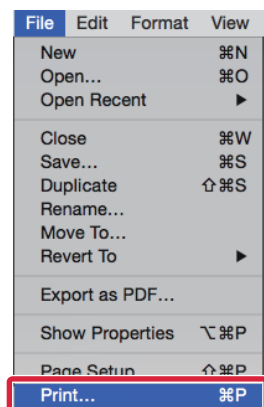 File Edit Format View
New ⌘N
Open... ⌘O
Open Recent ▶
Close ⌘W
Save... ⌘S
Duplicate ⇧⌘S
Rename...
Move To...
Revert To ▶
Export as PDF...
Show Properties ⌥⌘P
Page Setup ⇧⌘P
Print... ⌘P